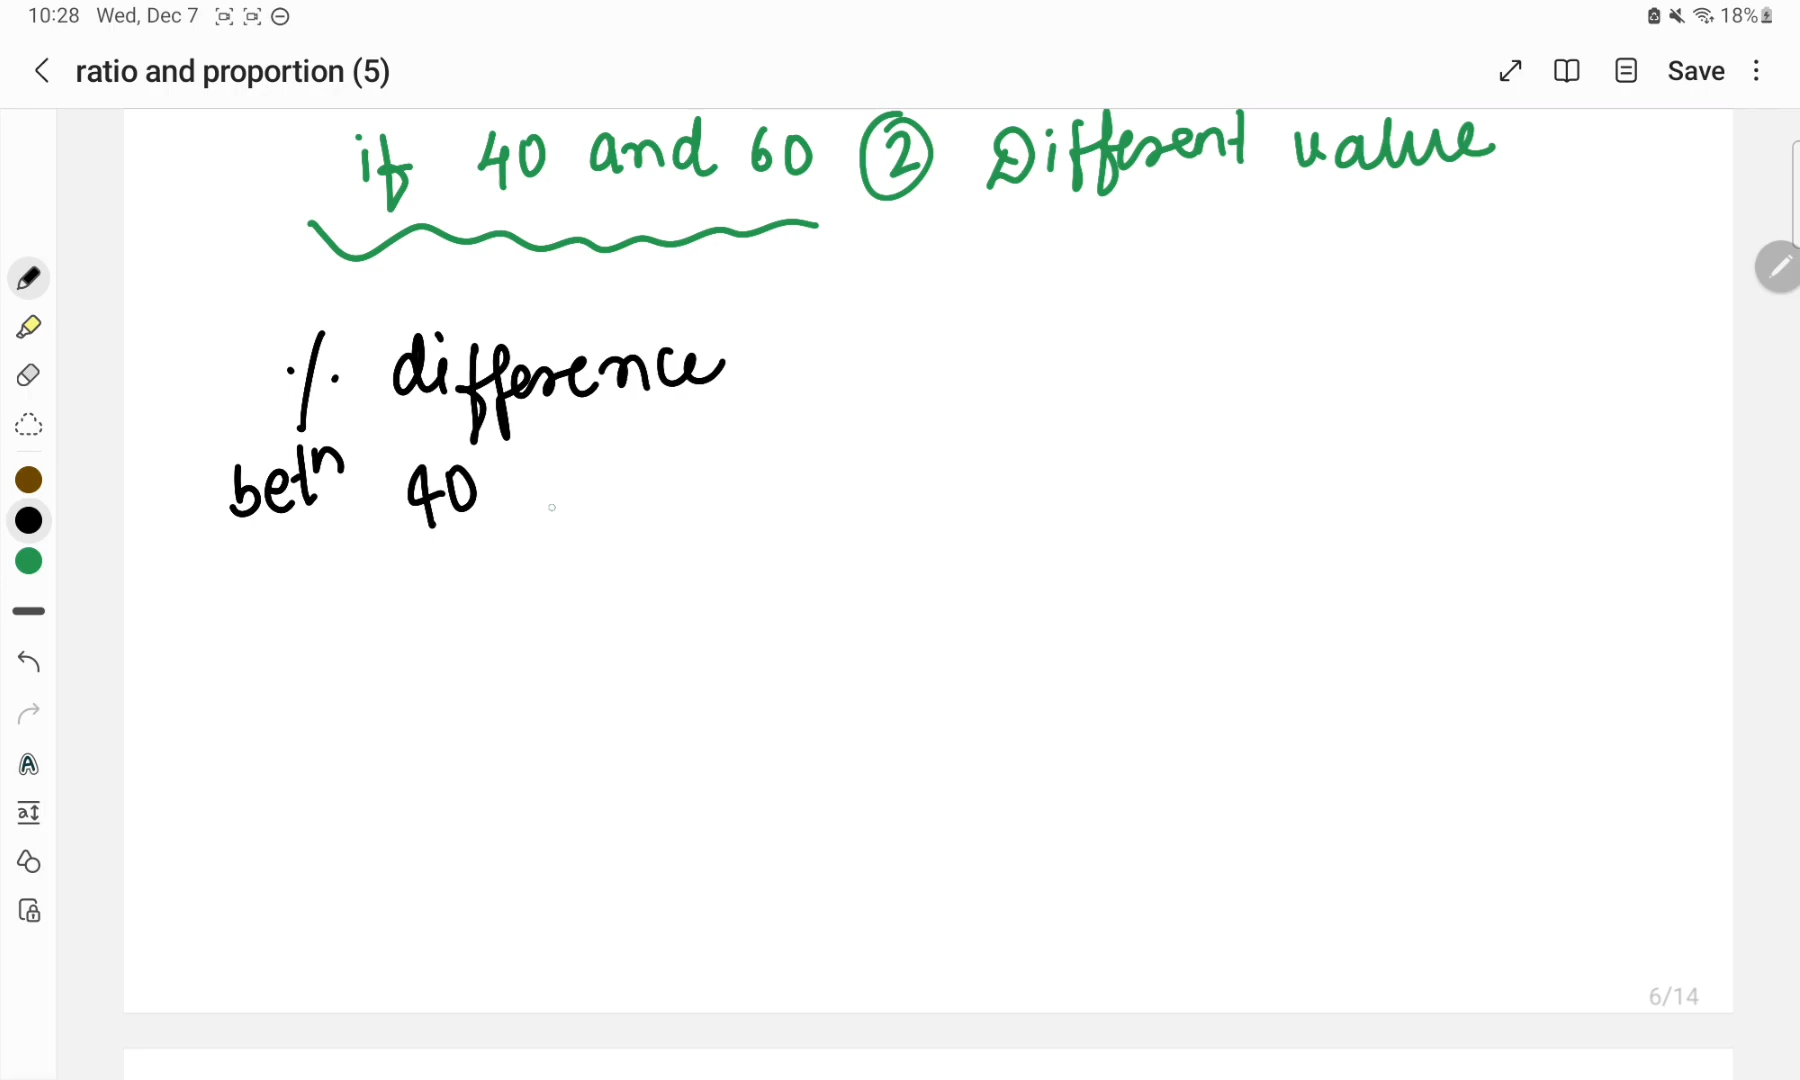 10:28 Wed, Dec 7 18%
ratio and proportion (5) Save
if 40 and 60 ② Different value
% difference
betⁿ 40
6/14